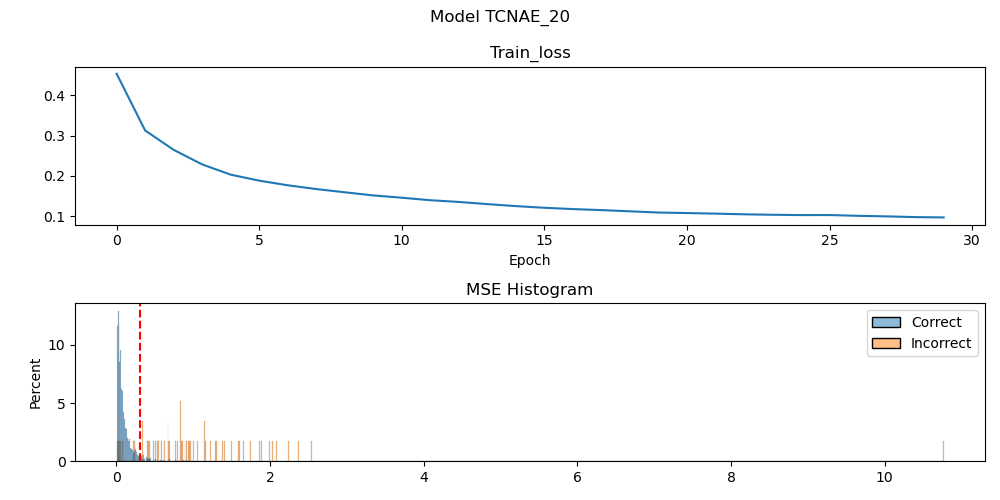 Model TCNAE_20
Train_loss
0.4
0.3
0.2
0.1
0 5 10 15 20 25 30
Epoch
MSE Histogram
Correct
Incorrect
Percent
10
5
0
0 2 4 6 8 10